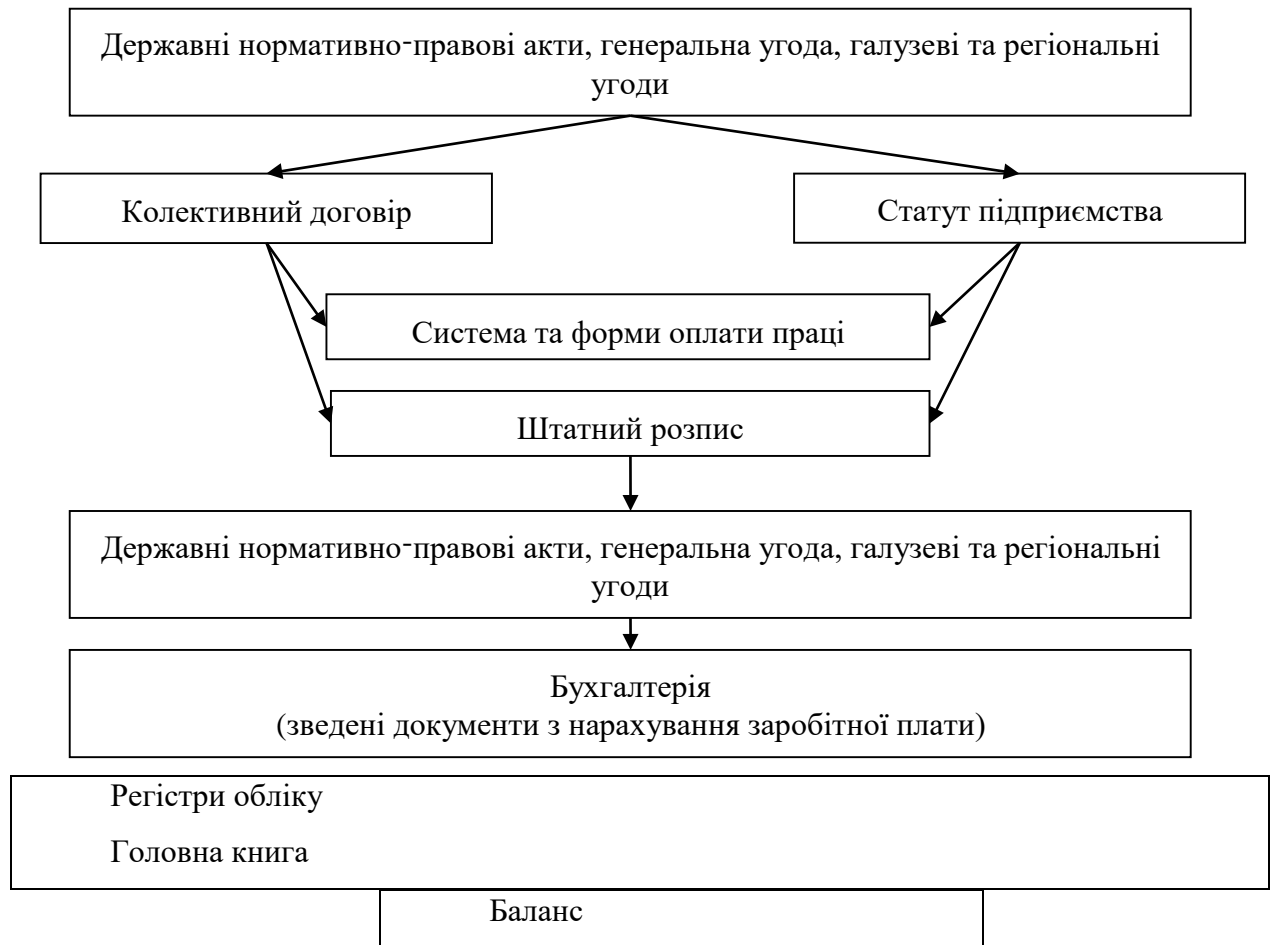 Державні нормативно-правові акти, генеральна угода, галузеві та регіональні
угоди
Колективний договір
Статут підприємства
Система та форми оплати праці
Штатний розпис
Державні нормативно-правові акти, генеральна угода, галузеві та регіональні
угоди
Бухгалтерія
(зведені документи з нарахування заробітної плати)
Регістри обліку
Головна книга
Баланс